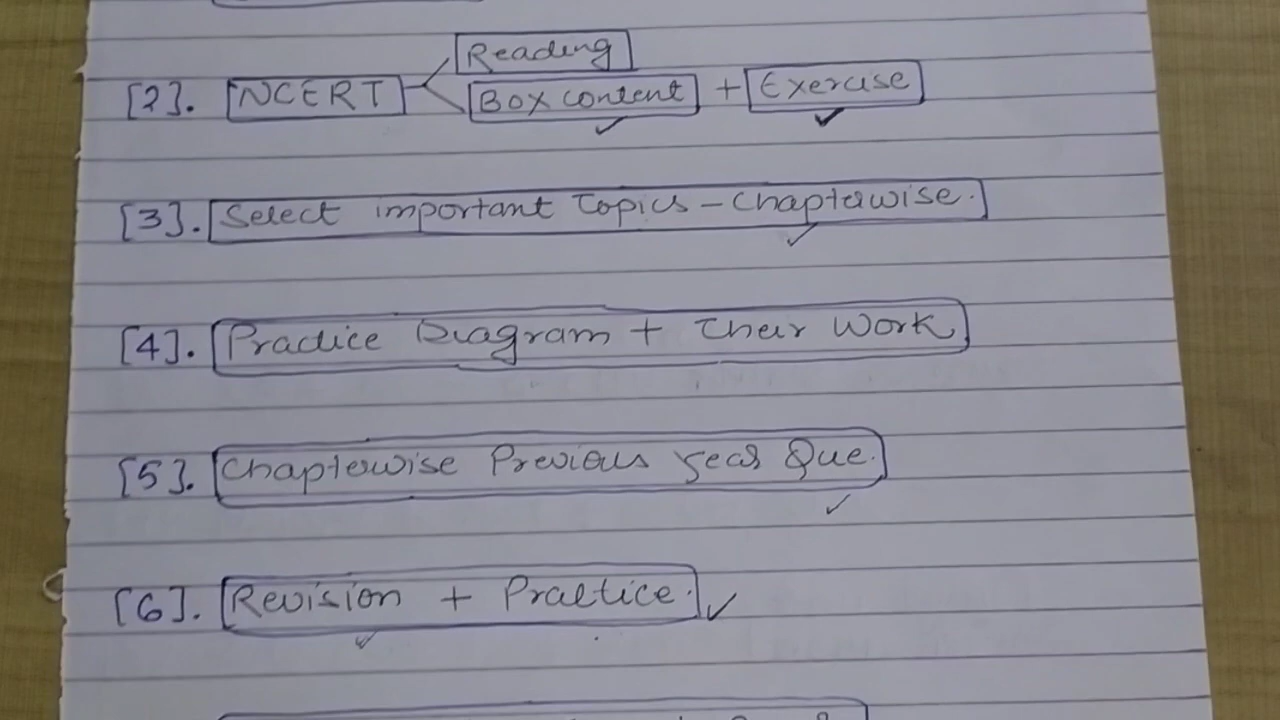 Reading
[2]. NCERT Box content + Exercise
[3]. Select important Topics - Chapterwise.
[4]. Practice Diagram + Their Work
[5]. Chapterwise Previous year Que.
[6]. Revision + Practice.